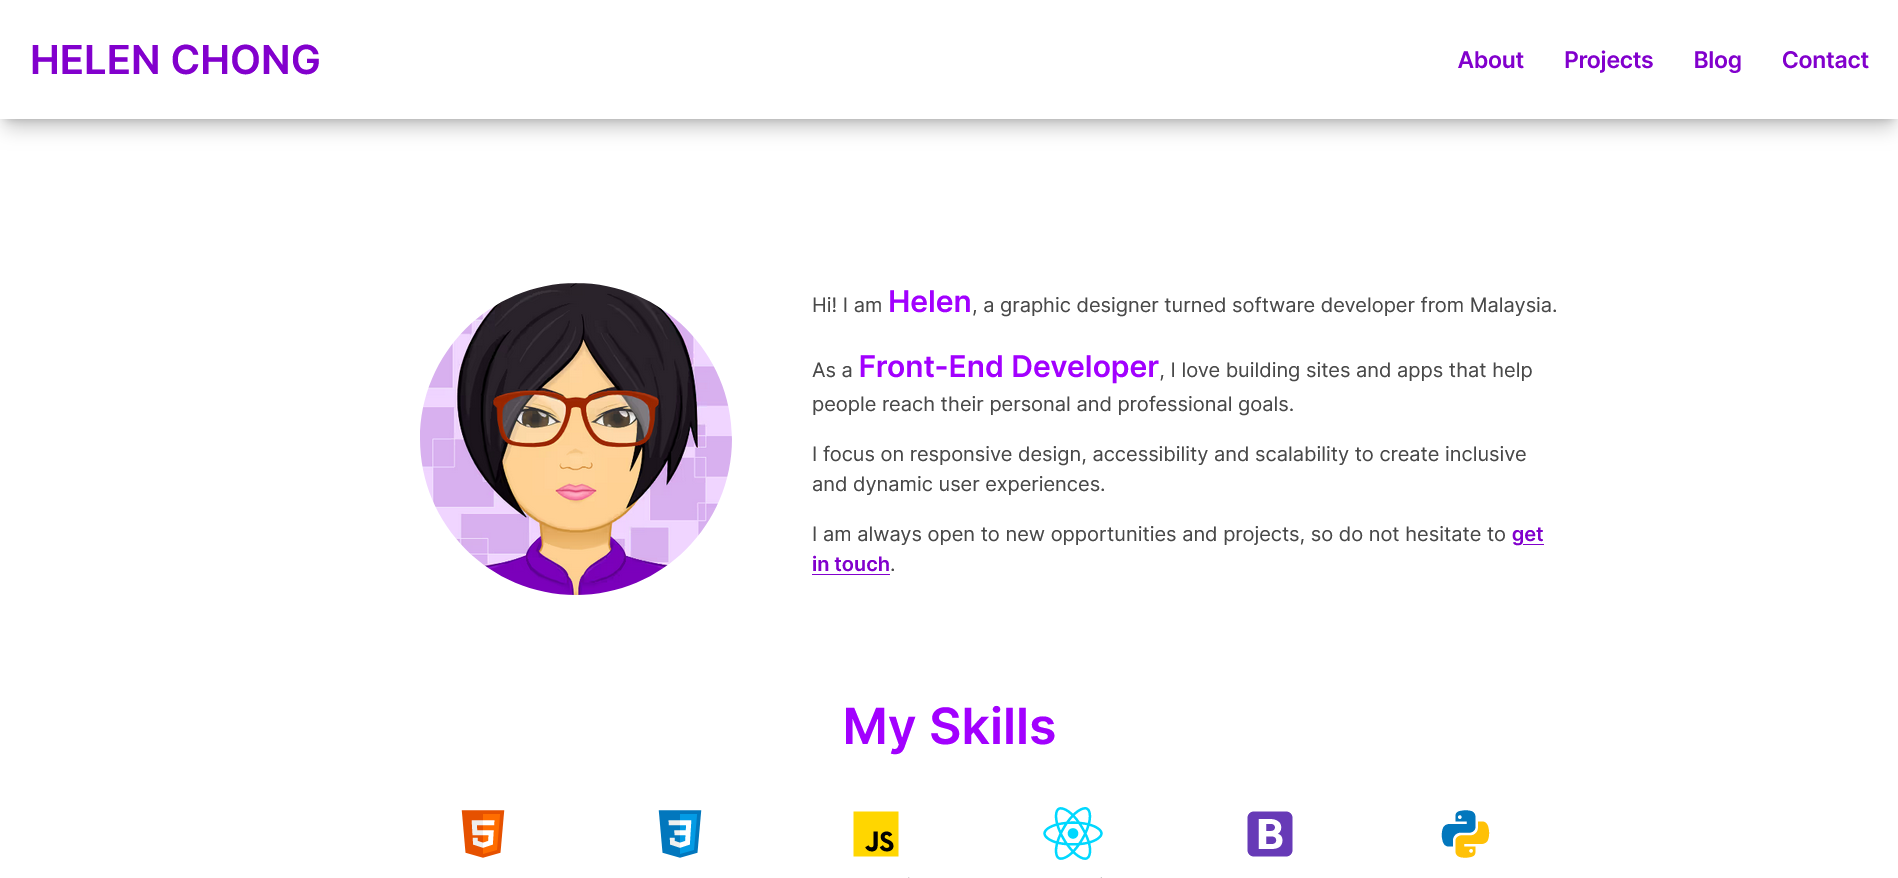 HELEN CHONG
About Projects Blog Contact
Hi! I am Helen, a graphic designer turned software developer from Malaysia.
As a Front-End Developer, I love building sites and apps that help
people reach their personal and professional goals.
I focus on responsive design, accessibility and scalability to create inclusive
and dynamic user experiences.
I am always open to new opportunities and projects, so do not hesitate to get
in touch.
My Skills
5 3 JS B